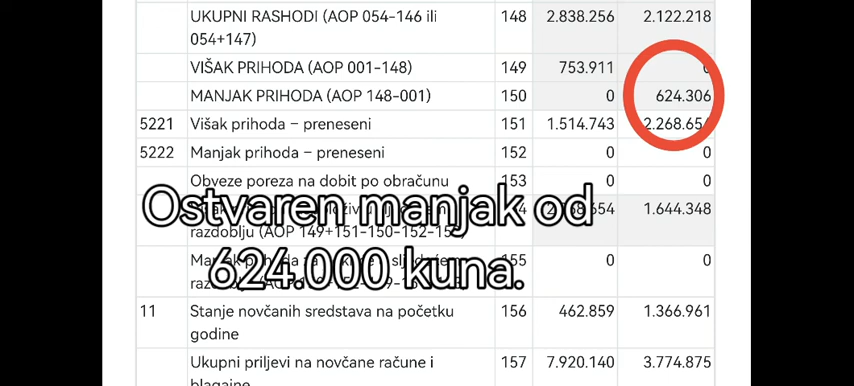 UKUPNI RASHODI (AOP 054-146 ili 148 2.838.256 2.122.218
054+147)
VIŠAK PRIHODA (AOP 001-148) 149 753.911
MANJAK PRIHODA (AOP 148-001) 150 0 624.306
5221 Višak prihoda – preneseni 151 1.514.743
5222 Manjak prihoda – preneseni 152 0 0
Obveze poreza na dobit po obračunu 153 0 0
Ostvaren manjak od
1.644.348
razdoblju (AOP 149+151-150-152-
624.000 kuna.
155 0 0
11 Stanje novčanih sredstava na početku 156 462.859 1.366.961
godine
Ukupni priljevi na novčane račune i 157 7.920.140 3.774.875
blagajne